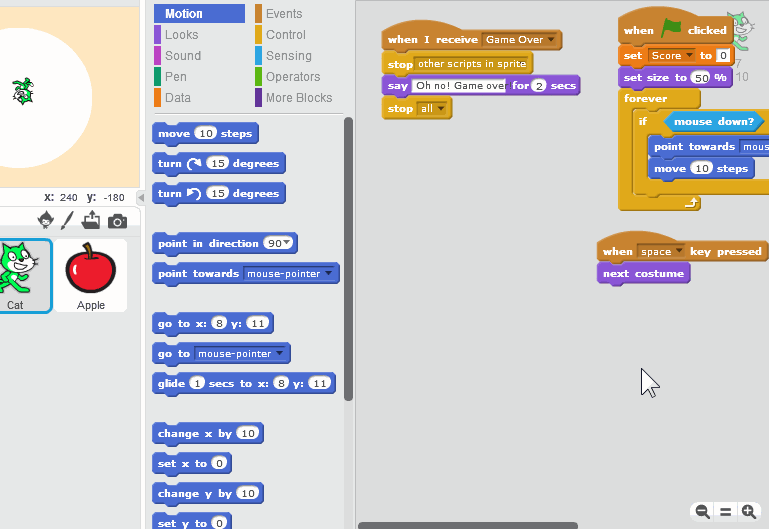 Motion
Looks
Sound
Pen
Data
Events
Control
Sensing
Operators
More Blocks
move 10 steps
turn 15 degrees
turn 15 degrees
point in direction 90
point towards mouse-pointer
go to x: 8 y: 11
go to mouse-pointer
glide 1 secs to x: 8 y: 11
change x by 10
set x to 0
change y by 10
set y to 0
x: 240 y: -180
Cat
Apple
when I receive Game Over
stop other scripts in sprite
say Oh no! Game over for 2 secs
stop all
when clicked
set Score to 0
set size to 50 %
forever
if mouse down?
point towards mous
move 10 steps
when space key pressed
next costume